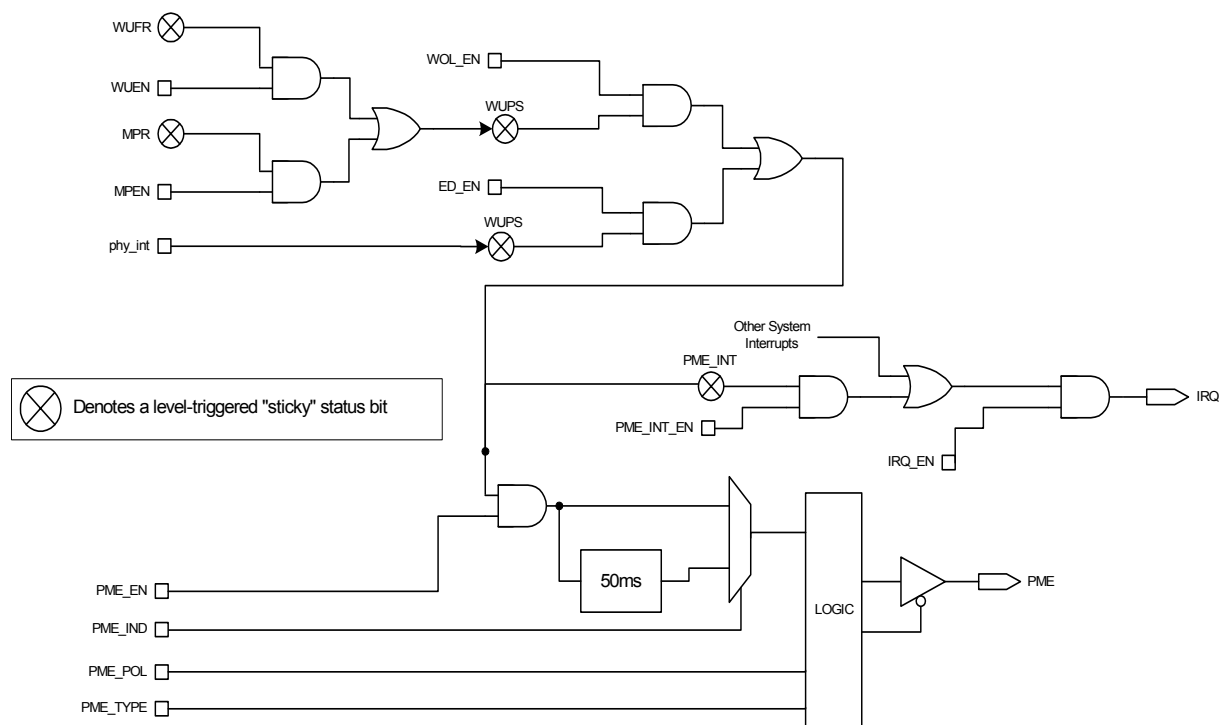 WUFR
WUEN
MPR
MPEN
phy_int
WOL_EN
WUPS
ED_EN
WUPS
Other System
Interrupts
PME_INT
PME_INT_EN
IRQ_EN
IRQ
Denotes a level-triggered "sticky" status bit
50ms
LOGIC
PME
PME_EN
PME_IND
PME_POL
PME_TYPE